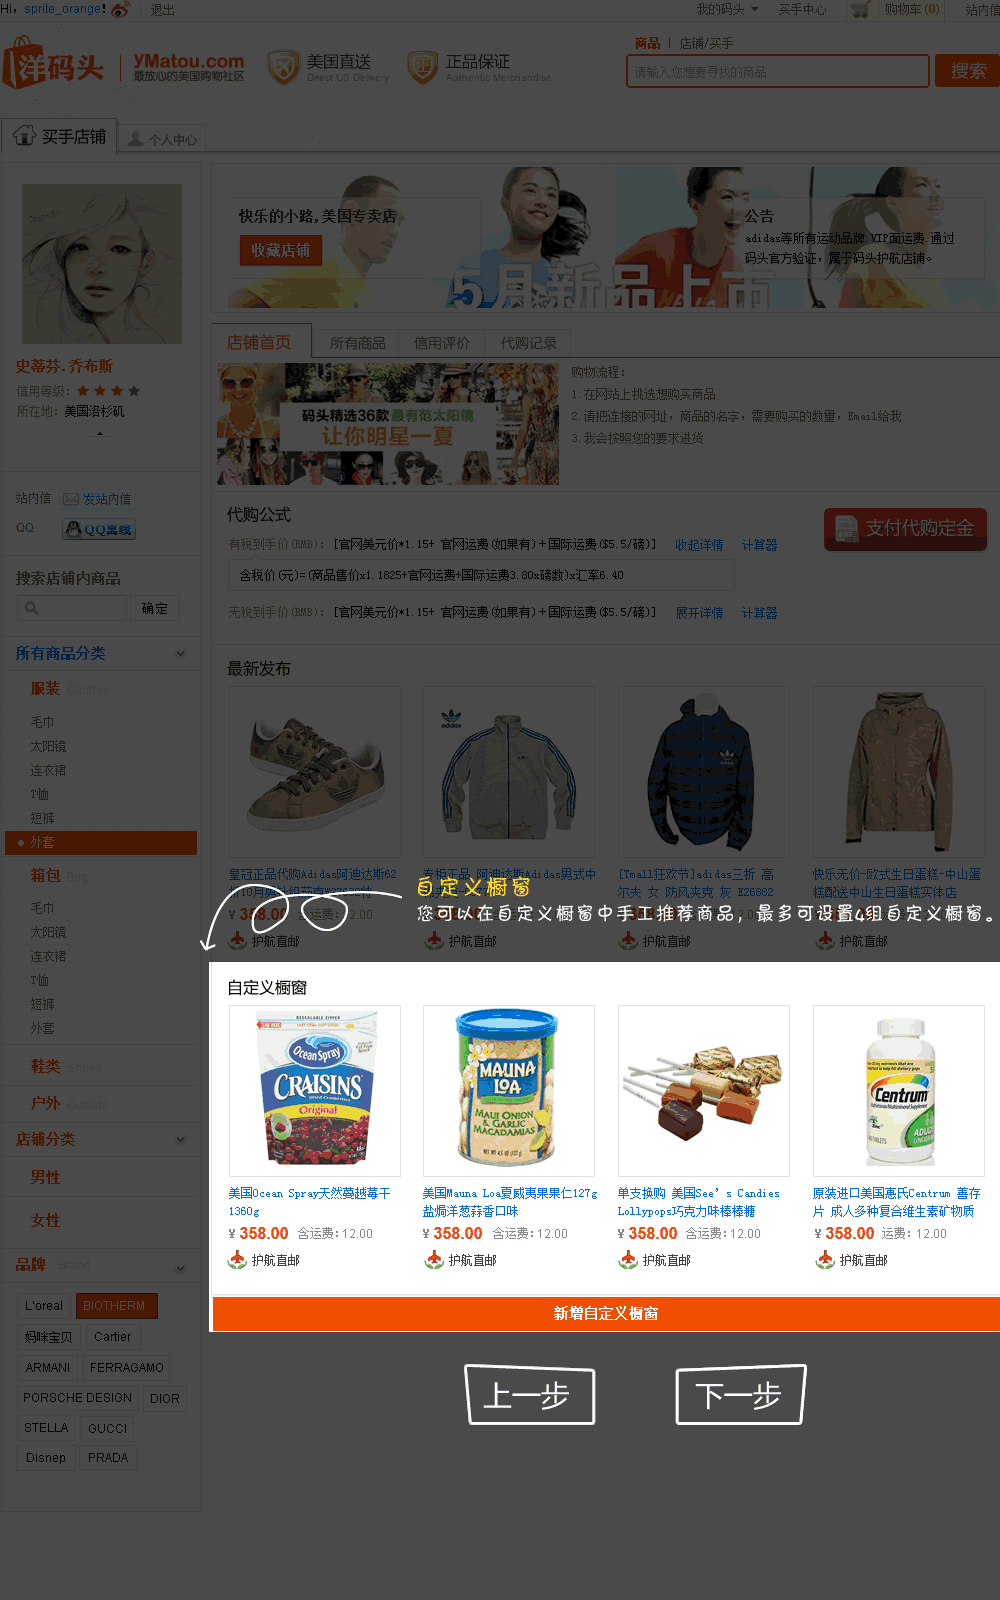 Hi，sprite_orange！ 退出 我的码头 买手中心 购物车(0) 站内信
洋码头 YMatou.com 最放心的美国购物社区
美国直送 Direct US Delivery
正品保证 Authentic Merchandise
商品 | 店铺/买手
请输入您想要寻找的商品 搜索
买手店铺 个人中心
快乐的小路,美国专卖店
收藏店铺
5月新品上市
公告
adidas等所有运动品牌 VIP面运费.通过
码头官方验证，属于码头护航店铺。
史蒂芬.乔布斯
信用等级：
所在地：美国洛杉矶
站内信 发站内信
QQ QQ离线
搜索店铺内商品
确定
所有商品分类
服装 Clothes
毛巾
太阳镜
连衣裙
T恤
短裤
外套
箱包 Bag
毛巾
太阳镜
连衣裙
T恤
短裤
外套
鞋类 Shoes
户外 Outside
店铺分类
男性
女性
品牌 Brand
L'oreal BIOTHERM
妈咪宝贝 Cartier
ARMANI FERRAGAMO
PORSCHE DESIGN DIOR
STELLA GUCCI
Disnep PRADA
店铺首页 所有商品 信用评价 代购记录
码头精选36款最有范太阳镜
让你明星一夏
购物流程：
1.在网站上挑选想购买商品
2.请把连接的网址，商品的名字，需要购买的数量，Email给我
3.我会按照您的要求进货
代购公式
支付代购定金
有税到手价(RMB)：[官网美元价*1.15+ 官网运费(如果有)＋国际运费($5.5/磅)] 收起详情 计算器
含税价(元)=(商品售价x1.1825+官网运费+国际运费3.80x磅数)x汇率6.40
无税到手价(RMB)：[官网美元价*1.15+ 官网运费(如果有)＋国际运费($5.5/磅)] 展开详情 计算器
最新发布
adidas
皇冠正品代购Adidas阿迪达斯62
专柜正品 阿迪达斯Adidas男式中
[Tmall狂欢节]adidas三折 高
尔夫 女 防风夹克 灰 E26882
快乐无价-欧式生日蛋糕-中山蛋
糕配送中山生日蛋糕实体店
¥ 358.00 含运费：12.00
护航直邮
护航直邮
护航直邮
护航直邮
自定义橱窗
您可以在自定义橱窗中手工推荐商品，最多可设置4组自定义橱窗。
自定义橱窗
Ocean Spray
CRAISINS
Original
MAUNA LOA
MAUI ONION & GARLIC MACADAMIAS
Centrum
美国Ocean Spray天然蔓越莓干
1360g
¥ 358.00 含运费：12.00
护航直邮
美国Mauna Loa夏威夷果果仁127g
盐焗洋葱蒜香口味
¥ 358.00 含运费：12.00
护航直邮
单支换购 美国See’s Candies
Lollypops巧克力味棒棒糖
¥ 358.00 含运费：12.00
护航直邮
原装进口美国惠氏Centrum 善存
片 成人多种复合维生素矿物质
¥ 358.00 运费：12.00
护航直邮
新增自定义橱窗
上一步 下一步